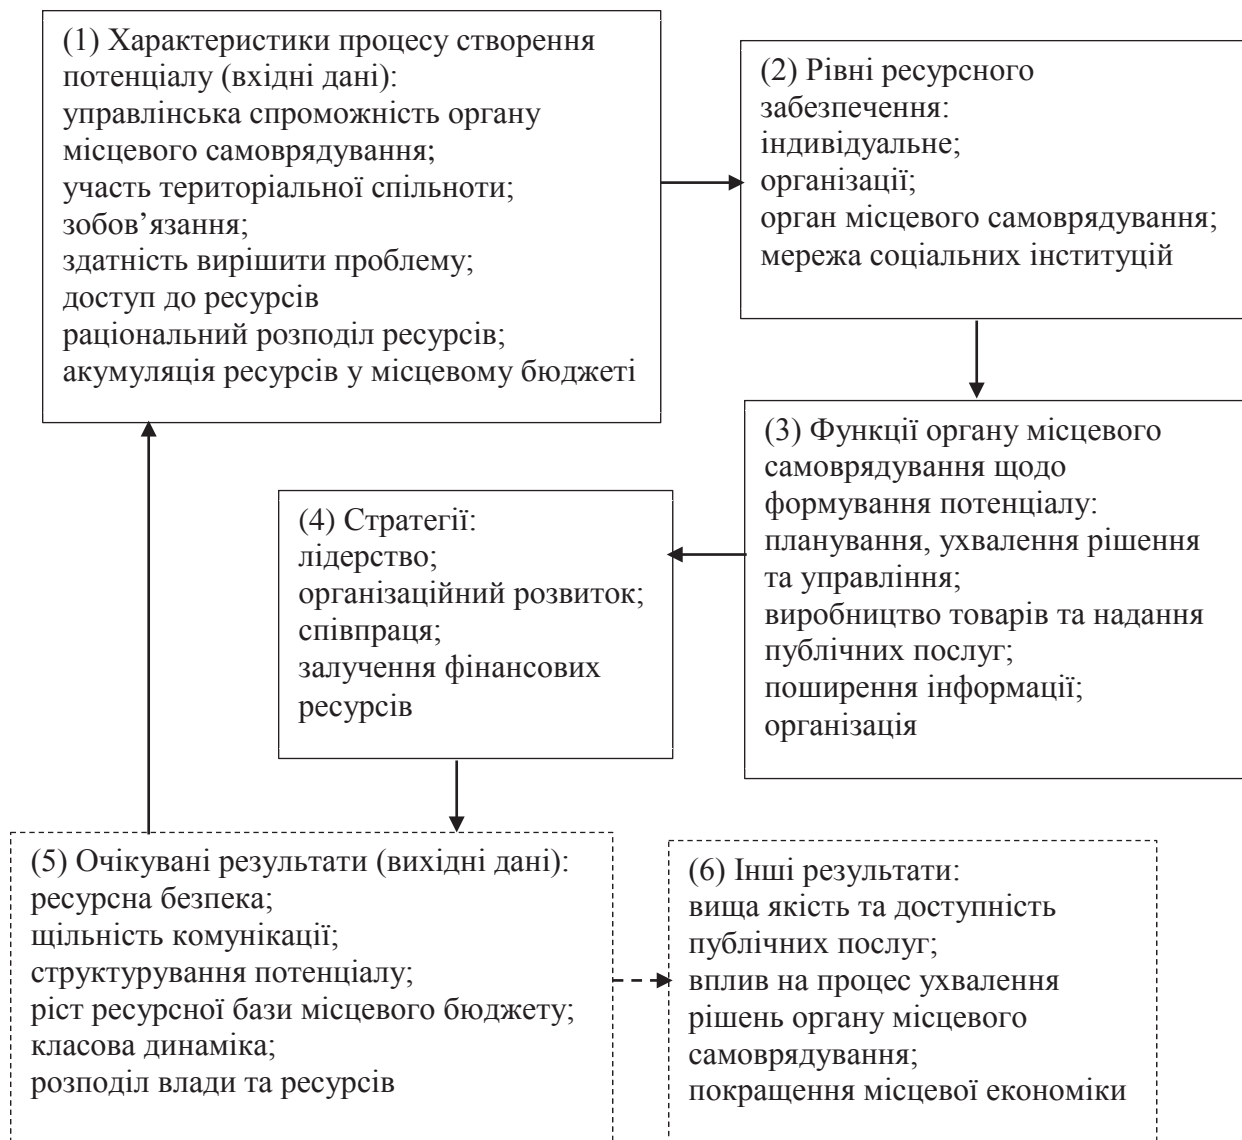 (1) Характеристики процесу створення
потенціалу (вхідні дані):
управлінська спроможність органу
місцевого самоврядування;
участь територіальної спільноти;
зобов’язання;
здатність вирішити проблему;
доступ до ресурсів
раціональний розподіл ресурсів;
акумуляція ресурсів у місцевому бюджеті
(2) Рівні ресурсного
забезпечення:
індивідуальне;
організації;
орган місцевого самоврядування;
мережа соціальних інституцій
(3) Функції органу місцевого
самоврядування щодо
формування потенціалу:
планування, ухвалення рішення
та управління;
виробництво товарів та надання
публічних послуг;
поширення інформації;
організація
(4) Стратегії:
лідерство;
організаційний розвиток;
співпраця;
залучення фінансових
ресурсів
(5) Очікувані результати (вихідні дані):
ресурсна безпека;
щільність комунікації;
структурування потенціалу;
ріст ресурсної бази місцевого бюджету;
класова динаміка;
розподіл влади та ресурсів
(6) Інші результати:
вища якість та доступність
публічних послуг;
вплив на процес ухвалення
рішень органу місцевого
самоврядування;
покращення місцевої економіки